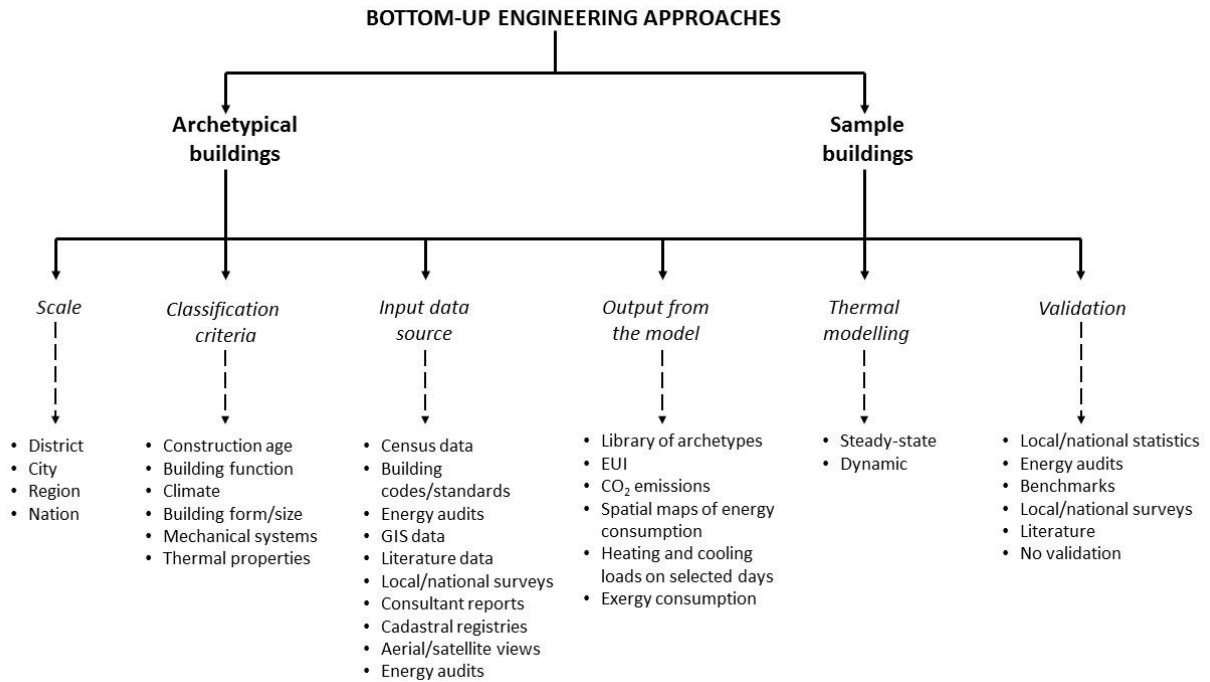 BOTTOM-UP ENGINEERING APPROACHES
Archetypical
buildings
Sample
buildings
Scale
• District
• City
• Region
• Nation
Classification
criteria
• Construction age
• Building function
• Climate
• Building form/size
• Mechanical systems
• Thermal properties
Input data
source
• Census data
• Building
codes/standards
• Energy audits
• GIS data
• Literature data
• Local/national surveys
• Consultant reports
• Cadastral registries
• Aerial/satellite views
• Energy audits
Output from
the model
• Library of archetypes
• EUI
• CO₂ emissions
• Spatial maps of energy
consumption
• Heating and cooling
loads on selected days
• Exergy consumption
Thermal
modelling
• Steady-state
• Dynamic
Validation
• Local/national statistics
• Energy audits
• Benchmarks
• Local/national surveys
• Literature
• No validation